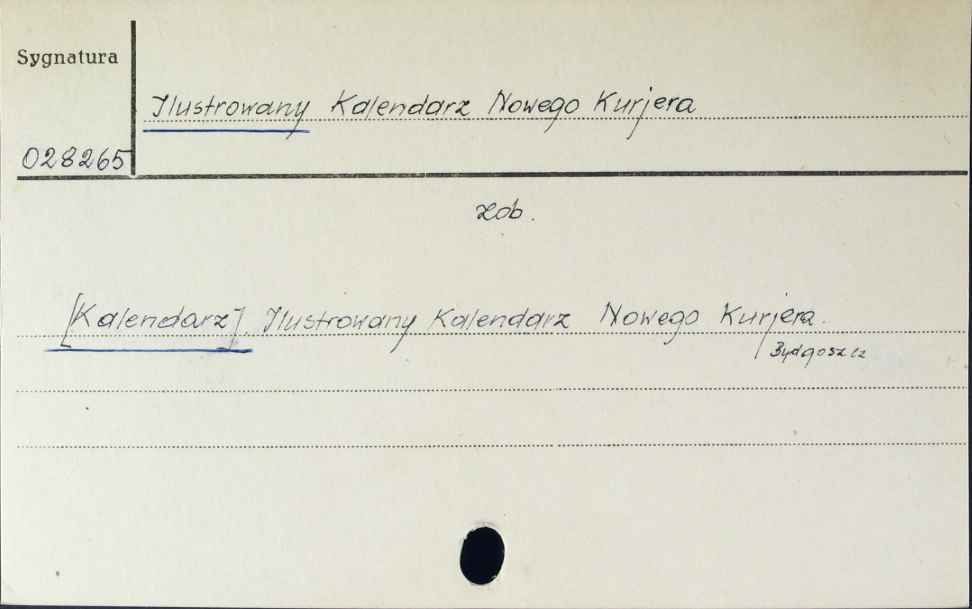 Sygnatura
Ilustrowany Kalendarz Nowego Kurjera
028265
zob.
[Kalendarz] Ilustrowany Kalendarz Nowego Kurjera.
Bydgoszcz